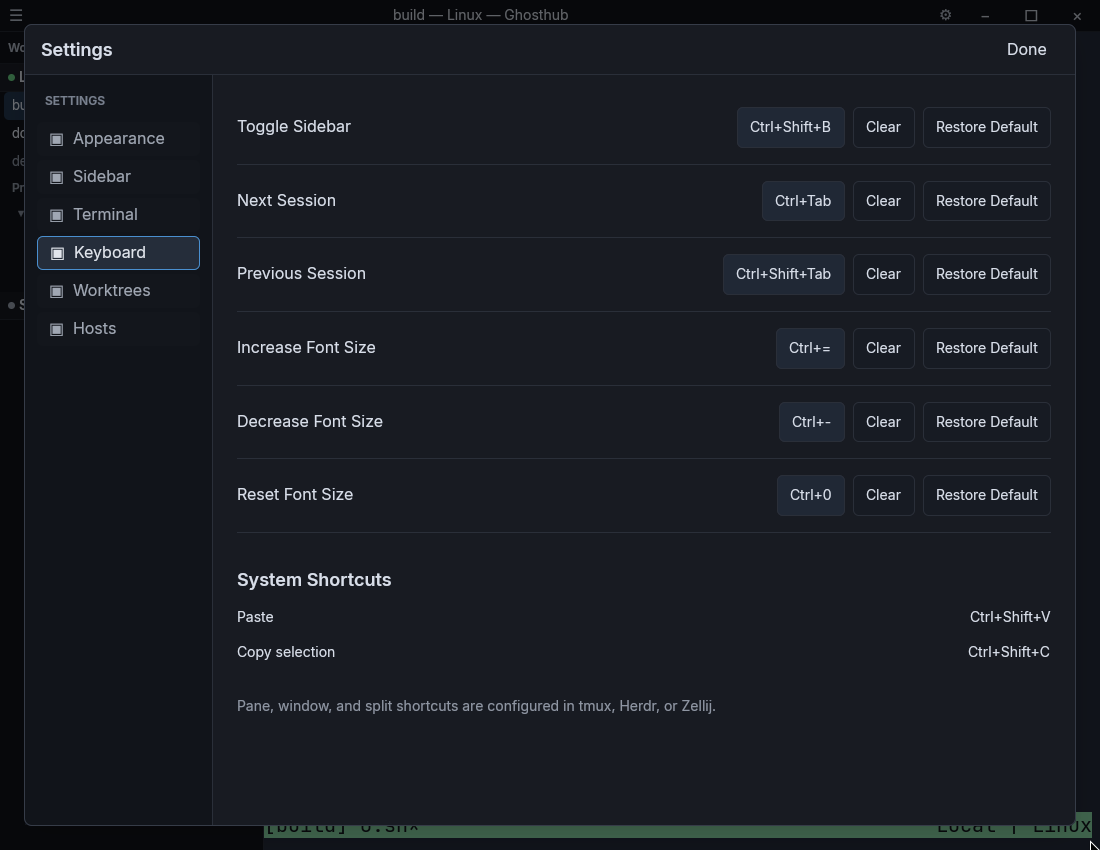 build — Linux — Ghosthub
Settings
Done
SETTINGS
Appearance
Sidebar
Terminal
Keyboard
Worktrees
Hosts
Toggle Sidebar Ctrl+Shift+B Clear Restore Default
Next Session Ctrl+Tab Clear Restore Default
Previous Session Ctrl+Shift+Tab Clear Restore Default
Increase Font Size Ctrl+= Clear Restore Default
Decrease Font Size Ctrl+- Clear Restore Default
Reset Font Size Ctrl+0 Clear Restore Default
System Shortcuts
Paste Ctrl+Shift+V
Copy selection Ctrl+Shift+C
Pane, window, and split shortcuts are configured in tmux, Herdr, or Zellij.
[build] 0:sh* Local | Linux